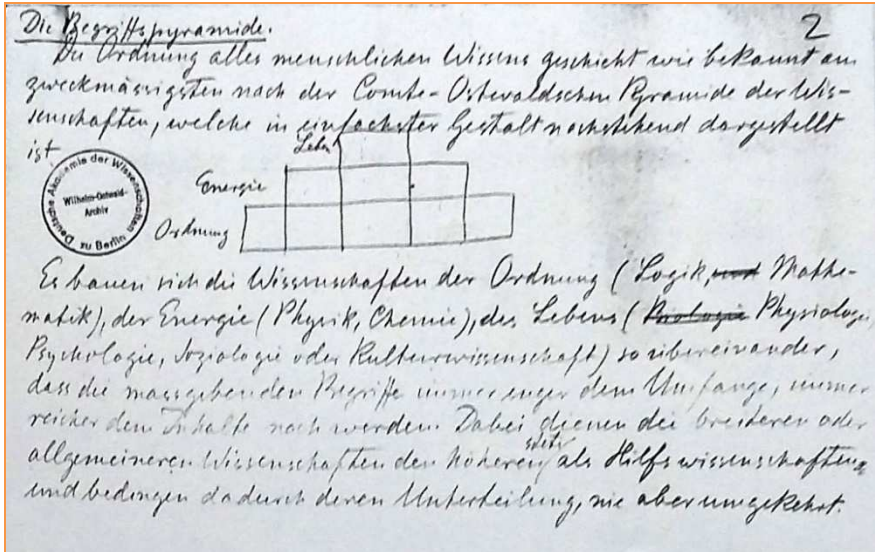 Die Begriffspyramide.
2
Die Ordnung alles menschlichen Wissens geschieht wie bekannt am
zweckmässigsten nach der Comte-Ostwaldschen Pyramide der Wis-
senschaften, welche in einfachster Gestalt nachstehend dargestellt
ist
Leben
Energie
Ordnung
Deutsche Akademie der Wissenschaften zu Berlin
Wilhelm-Ostwald-
Archiv
Es bauen sich die Wissenschaften der Ordnung (Logik, und Mathe-
matik), der Energie (Physik, Chemie), des Lebens (Biologie Physiologie,
Psychologie, Soziologie oder Kulturwissenschaft) so übereinander,
dass die massgebenden Begriffe immer enger dem Umfange, immer
reicher dem Inhalte nach werden. Dabei dienen die breiteren oder
allgemeineren Wissenschaften den höheren stets als Hilfswissenschaften
und bedingen dadurch deren Unterteilung, nie aber umgekehrt.